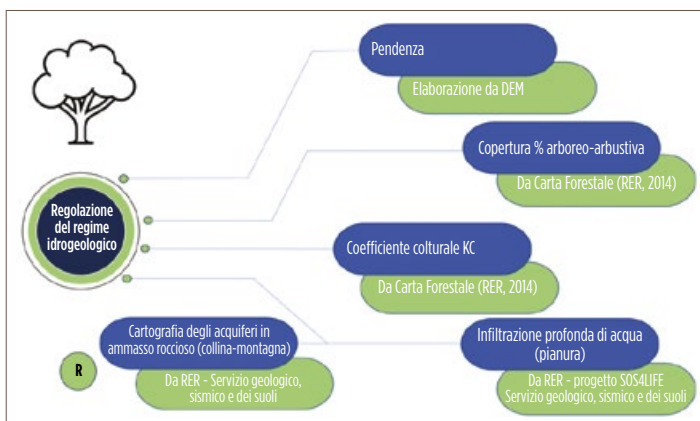 Pendenza
Elaborazione da DEM
Copertura % arboreo-arbustiva
Da Carta Forestale (RER, 2014)
Regolazione
del regime
idrogeologico
Coefficiente colturale KC
Da Carta Forestale (RER, 2014)
Cartografia degli acquiferi in
ammasso roccioso (collina-montagna)
Da RER - Servizio geologico,
sismico e dei suoli
Infiltrazione profonda di acqua
(pianura)
Da RER - progetto SOS4LIFE
Servizio geologico, sismico e dei suoli
R